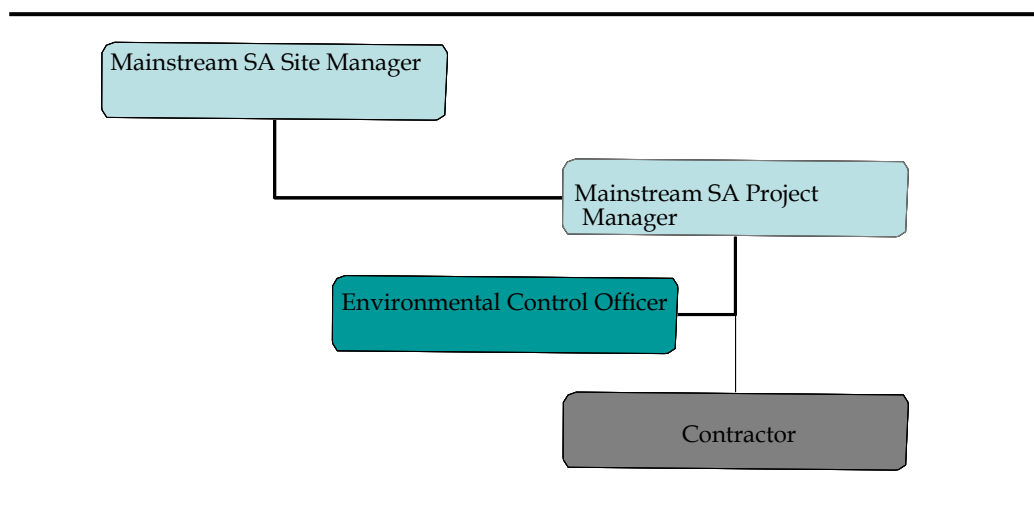 Mainstream SA Site Manager
Mainstream SA Project
Manager
Environmental Control Officer
Contractor